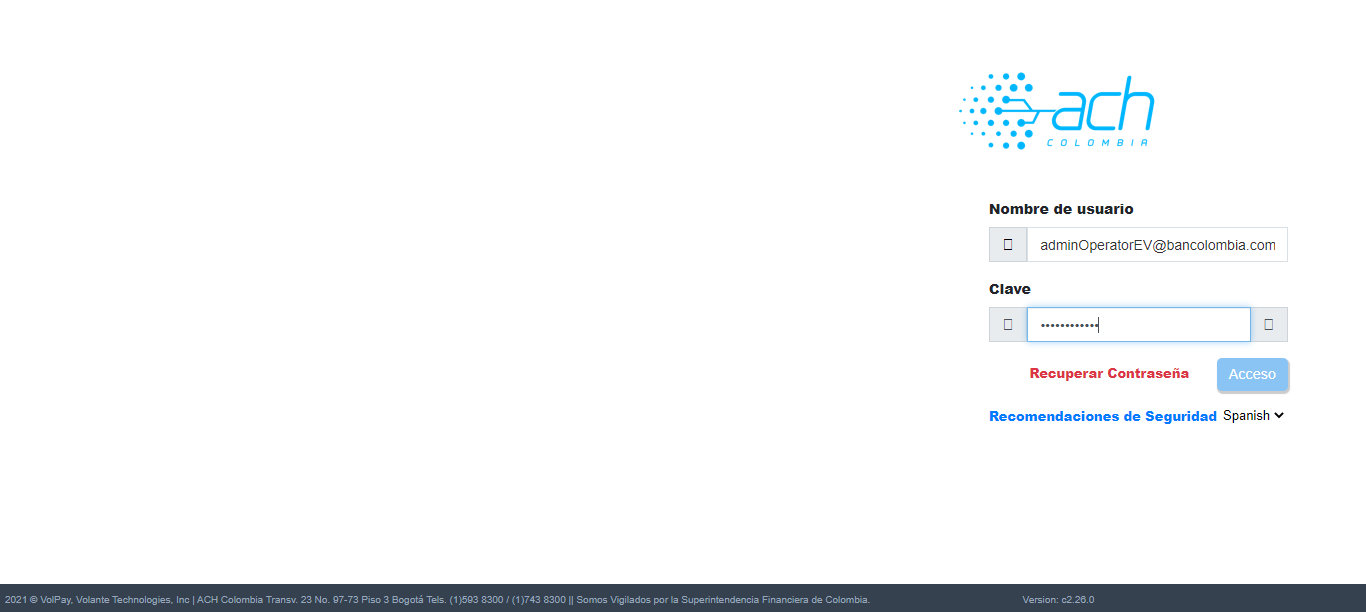 ach
COLOMBIA
Nombre de usuario
adminOperatorEV@bancolombia.com
Clave
••••••••••••
Recuperar Contraseña
Acceso
Recomendaciones de Seguridad Spanish
2021 © VolPay, Volante Technologies, Inc | ACH Colombia Transv. 23 No. 97-73 Piso 3 Bogotá Tels. (1)593 8300 / (1)743 8300 || Somos Vigilados por la Superintendencia Financiera de Colombia. Version: c2.26.0